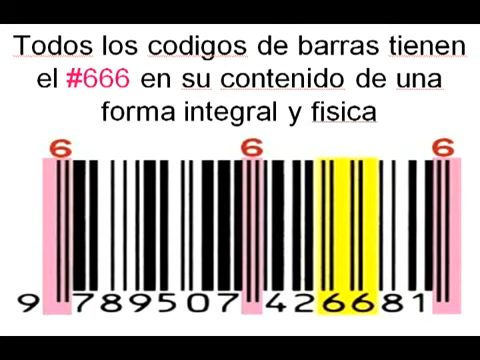 Todos los codigos de barras tienen
el #666 en su contenido de una
forma integral y fisica
6 6 6
9 789507 426681